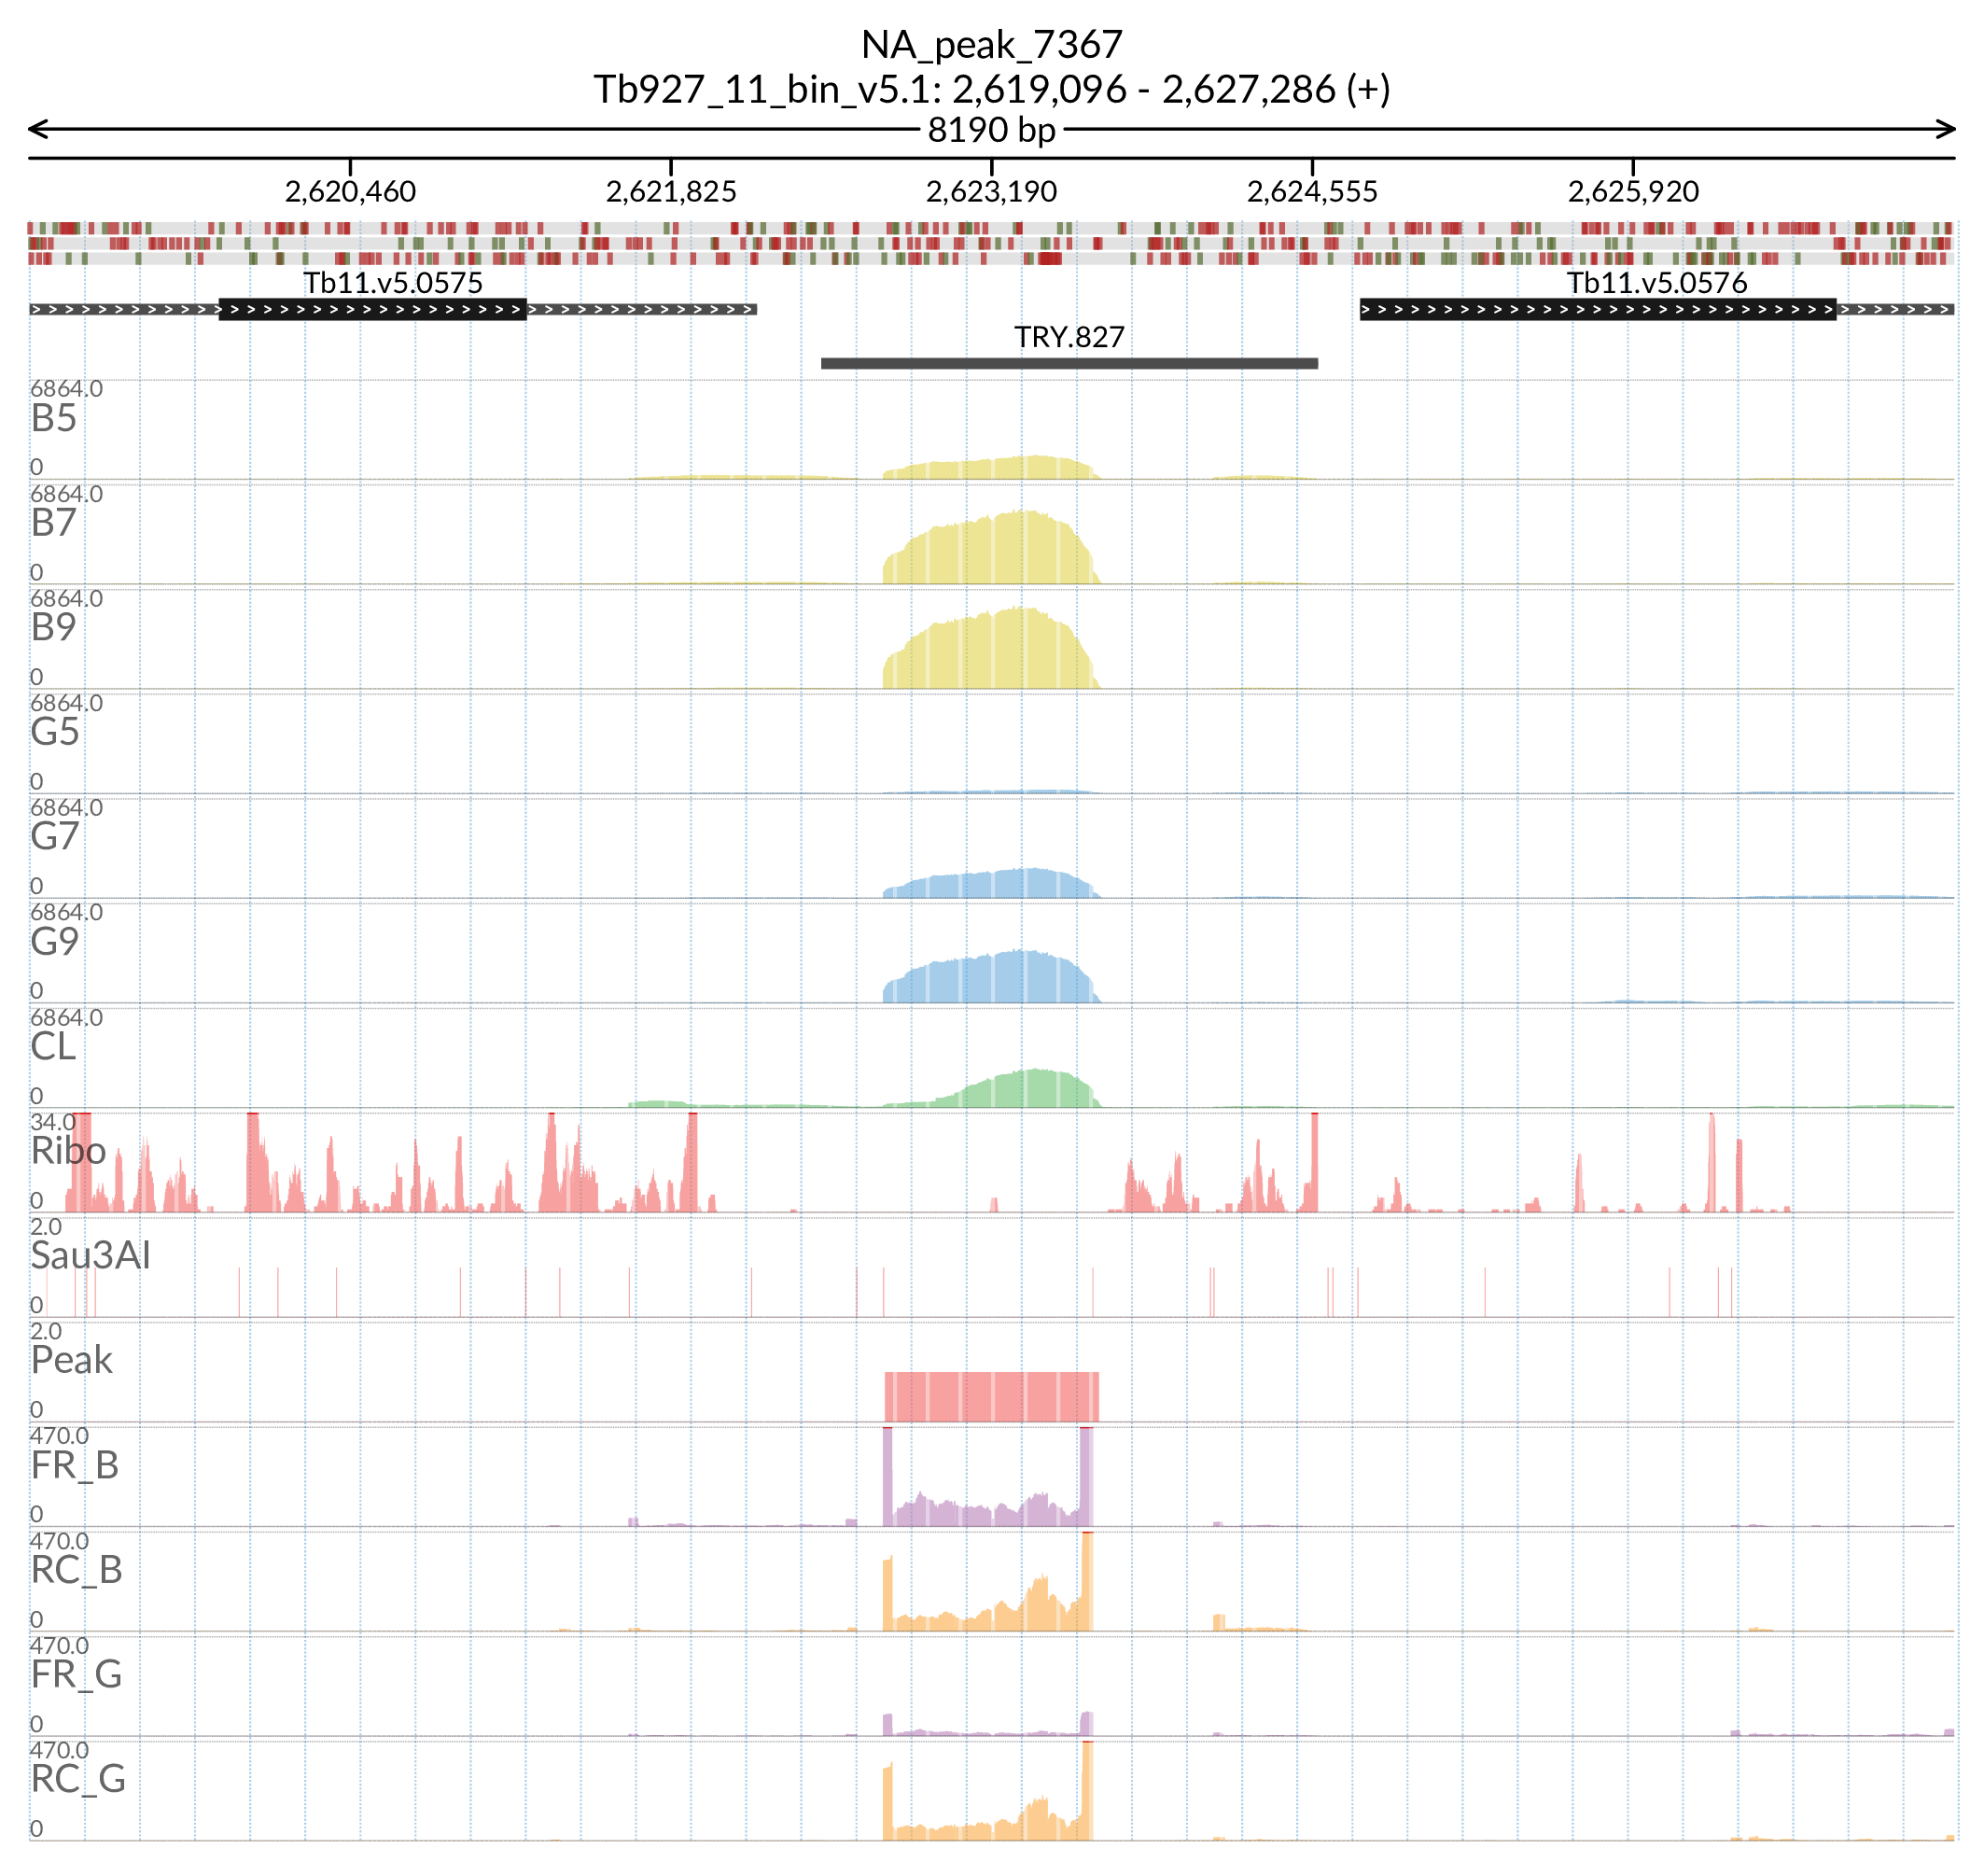 NA_peak_7367
Tb927_11_bin_v5.1: 2,619,096 - 2,627,286 (+)
8190 bp
2,620,460 2,621,825 2,623,190 2,624,555 2,625,920
Tb11.v5.0575 Tb11.v5.0576
TRY.827
6864.0
B5
0
6864.0
B7
0
6864.0
B9
0
6864.0
G5
0
6864.0
G7
0
6864.0
G9
0
6864.0
CL
0
34.0
Ribo
0
2.0
Sau3AI
0
2.0
Peak
0
470.0
FR_B
0
470.0
RC_B
0
470.0
FR_G
0
470.0
RC_G
0